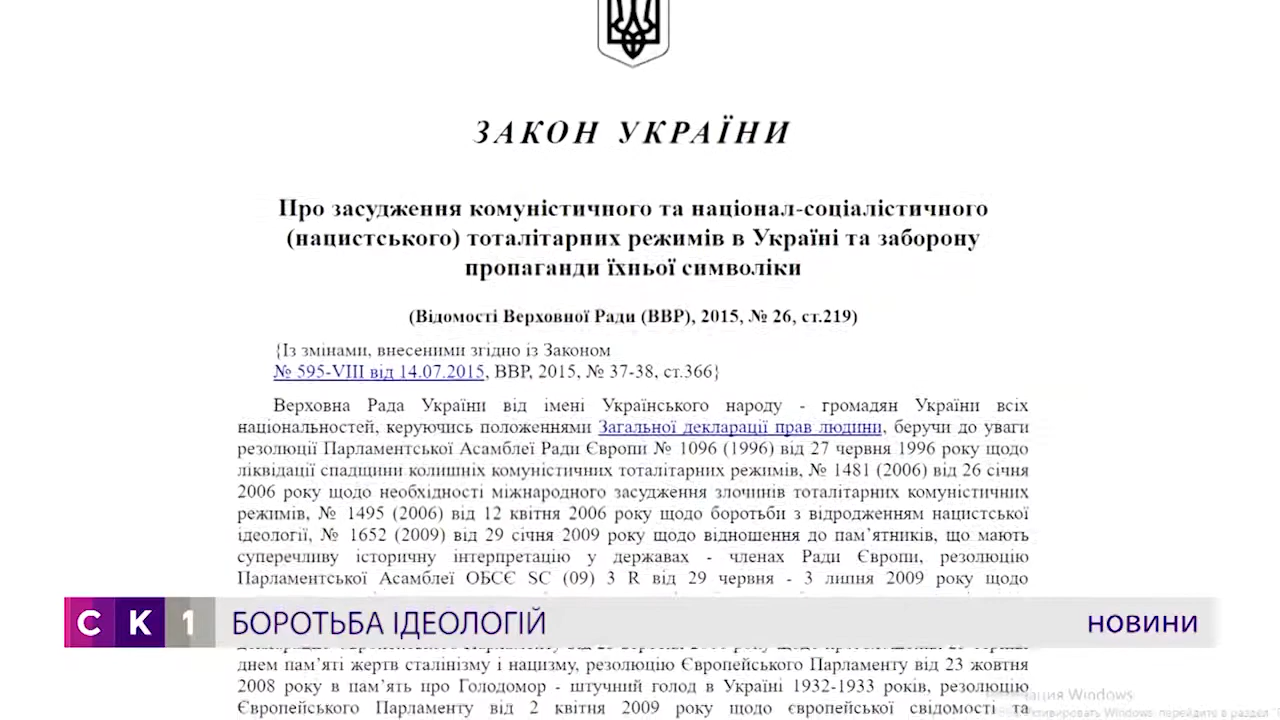 ЗАКОН УКРАЇНИ
Про засудження комуністичного та націонал-соціалістичного
(нацистського) тоталітарних режимів в Україні та заборону
пропаганди їхньої символіки
(Відомості Верховної Ради (ВВР), 2015, № 26, ст.219)
{Із змінами, внесеними згідно із Законом
№ 595-VIII від 14.07.2015, ВВР, 2015, № 37-38, ст.366}
Верховна Рада України від імені Українського народу - громадян України всіх
національностей, керуючись положеннями Загальної декларації прав людини, беручи до уваги
резолюції Парламентської Асамблеї Ради Європи № 1096 (1996) від 27 червня 1996 року щодо
ліквідації спадщини колишніх комуністичних тоталітарних режимів, № 1481 (2006) від 26 січня
2006 року щодо необхідності міжнародного засудження злочинів тоталітарних комуністичних
режимів, № 1495 (2006) від 12 квітня 2006 року щодо боротьби з відродженням нацистської
ідеології, № 1652 (2009) від 29 січня 2009 року щодо відношення до пам'ятників, що мають
суперечливу історичну інтерпретацію у державах - членах Ради Європи, резолюцію
Парламентської Асамблеї ОБСЄ SC (09) 3 R від 29 червня - 3 липня 2009 року щодо
СК1 БОРОТЬБА ІДЕОЛОГІЙ НОВИНИ
днем пам'яті жертв сталінізму і нацизму, резолюцію Європейського Парламенту від 23 жовтня
2008 року в пам'ять про Голодомор - штучний голод в Україні 1932-1933 років, резолюцію
Європейського Парламенту від 2 квітня 2009 року щодо європейської свідомості та
Windows
Windows, перейдите в раздел